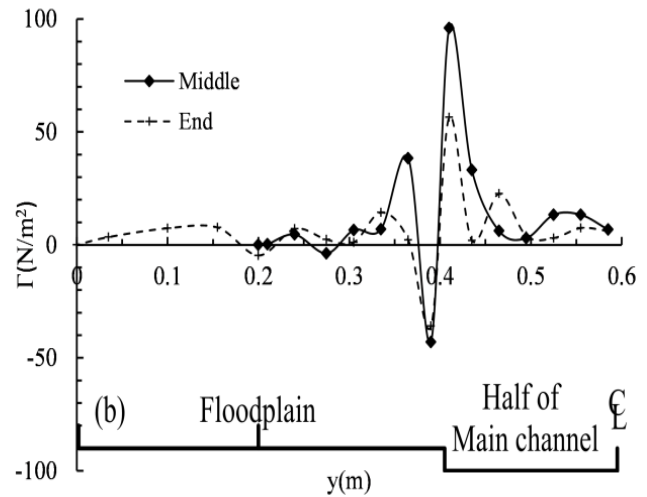 100
Middle
End
50
Γ(N/m²)
0
0 0.1 0.2 0.3 0.4 0.5 0.6
-50
(b) Floodplain
Half of
Main channel
℄
-100
y(m)